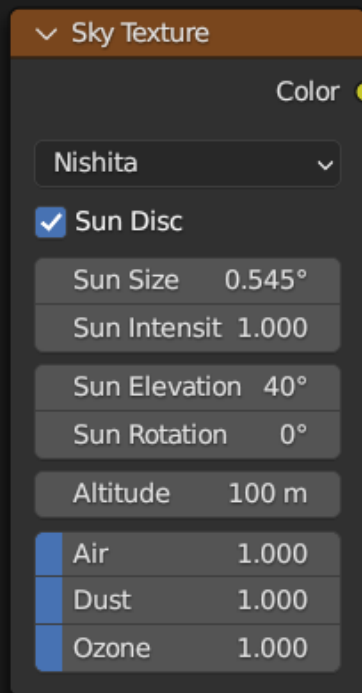 Sky Texture
Color
Nishita
Sun Disc
Sun Size 0.545°
Sun Intensit 1.000
Sun Elevation 40°
Sun Rotation 0°
Altitude 100 m
Air 1.000
Dust 1.000
Ozone 1.000